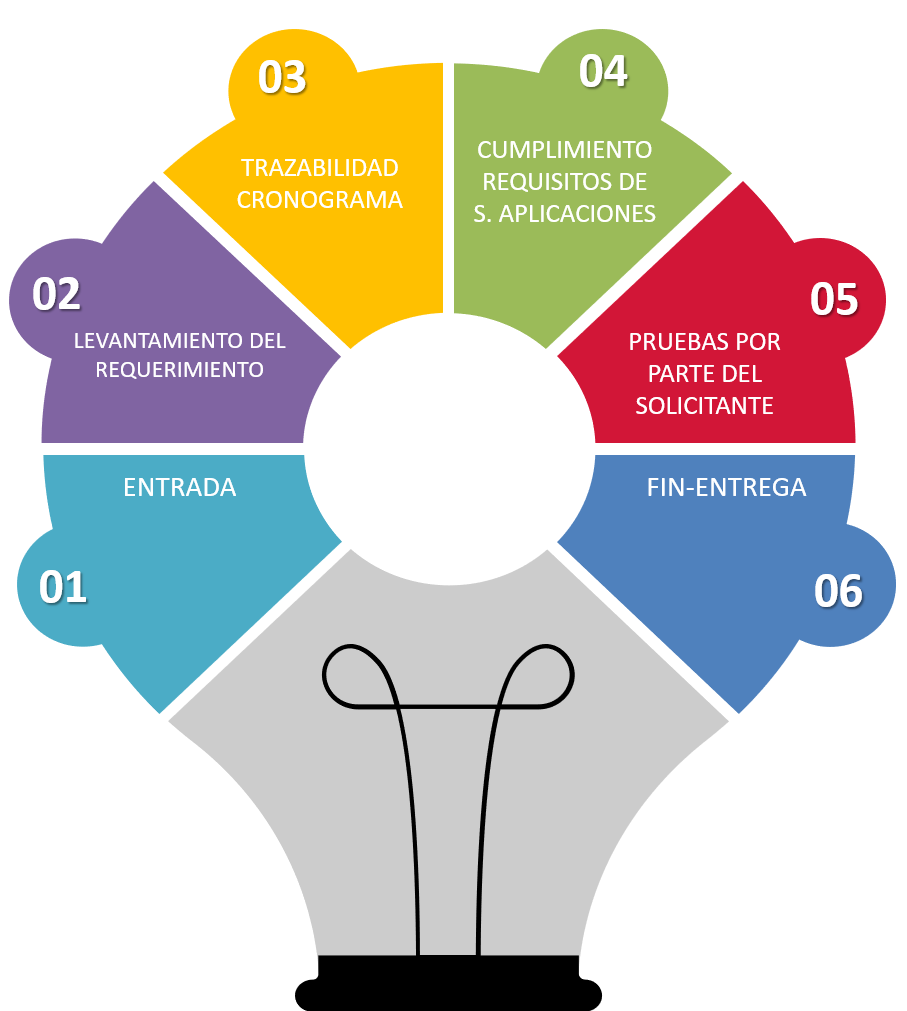 01
ENTRADA
02
LEVANTAMIENTO DEL
REQUERIMIENTO
03
TRAZABILIDAD
CRONOGRAMA
04
CUMPLIMIENTO
REQUISITOS DE
S. APLICACIONES
05
PRUEBAS POR
PARTE DEL
SOLICITANTE
06
FIN-ENTREGA